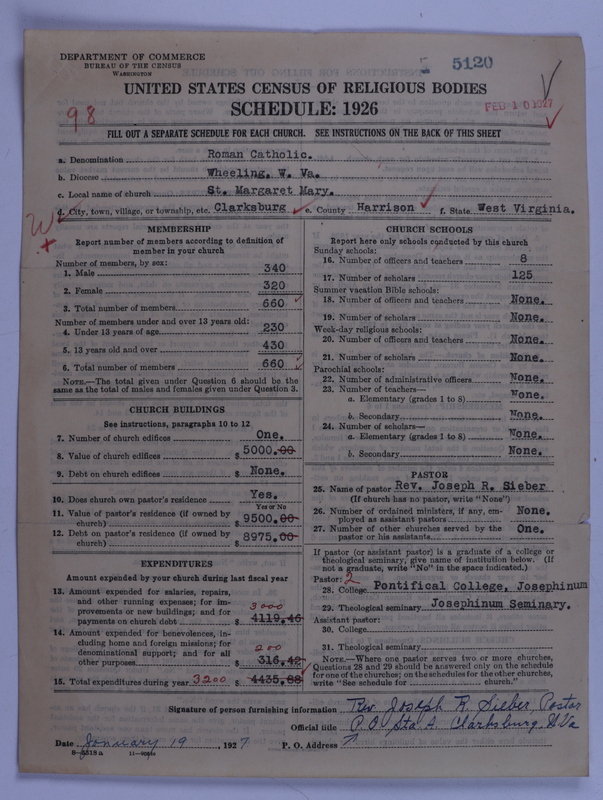 DEPARTMENT OF COMMERCE
BUREAU OF THE CENSUS
WASHINGTON
5120
UNITED STATES CENSUS OF RELIGIOUS BODIES
SCHEDULE: 1926
98
FEB 10 1927
FILL OUT A SEPARATE SCHEDULE FOR EACH CHURCH. SEE INSTRUCTIONS ON THE BACK OF THIS SHEET
a. Denomination Roman Catholic.
b. Diocese Wheeling, W. Va.
c. Local name of church St. Margaret Mary.
d. City, town, village, or township, etc. Clarksburg e. County Harrison f. State West Virginia.
MEMBERSHIP
Report number of members according to definition of
member in your church
Number of members, by sex:
1. Male 340
2. Female 320
3. Total number of members 660
Number of members under and over 13 years old:
4. Under 13 years of age 230
5. 13 years old and over 430
6. Total number of members 660
NOTE.—The total given under Question 6 should be the
same as the total of males and females given under Question 3.
CHURCH BUILDINGS
See instructions, paragraphs 10 to 12
7. Number of church edifices One.
8. Value of church edifices $ 5000.00
9. Debt on church edifices $ None.
10. Does church own pastor's residence Yes.
Yes or No
11. Value of pastor's residence (if owned by
church) $ 9500.00
12. Debt on pastor's residence (if owned by
church) $ 8975.00
EXPENDITURES
Amount expended by your church during last fiscal year
13. Amount expended for salaries, repairs,
and other running expenses; for im-
provements or new buildings; and for
payments on church debt $ 4119.46
3000
14. Amount expended for benevolences, in-
cluding home and foreign missions; for
denominational support; and for all
other purposes $ 316.42
200
15. Total expenditures during year 3200 $ 4435.88
CHURCH SCHOOLS
Report here only schools conducted by this church
Sunday schools:
16. Number of officers and teachers 8
17. Number of scholars 125
Summer vacation Bible schools:
18. Number of officers and teachers None.
19. Number of scholars None.
Week-day religious schools:
20. Number of officers and teachers None.
21. Number of scholars None.
Parochial schools:
22. Number of administrative officers None.
23. Number of teachers—
a. Elementary (grades 1 to 8) None.
b. Secondary None.
24. Number of scholars—
a. Elementary (grades 1 to 8) None.
b. Secondary None.
PASTOR
25. Name of pastor Rev. Joseph R. Sieber
(If church has no pastor, write "None")
26. Number of ordained ministers, if any, em-
ployed as assistant pastors None.
27. Number of other churches served by the
pastor or his assistants One.
If pastor (or assistant pastor) is a graduate of a college or
theological seminary, give name of institution below. (If
not a graduate, write "No" in the space indicated.)
Pastor: 2
28. College Pontifical College, Josephinum
29. Theological seminary Josephinum Seminary.
Assistant pastor:
30. College
31. Theological seminary
NOTE.—Where one pastor serves two or more churches,
Questions 28 and 29 should be answered only on the schedule
for one of the churches; on the schedules for the other churches,
write "See schedule for church."
Signature of person furnishing information Rev. Joseph R. Sieber, Pastor
Official title P.O. Sta A. Clarksburg, W Va
Date January 19, 1927 P. O. Address